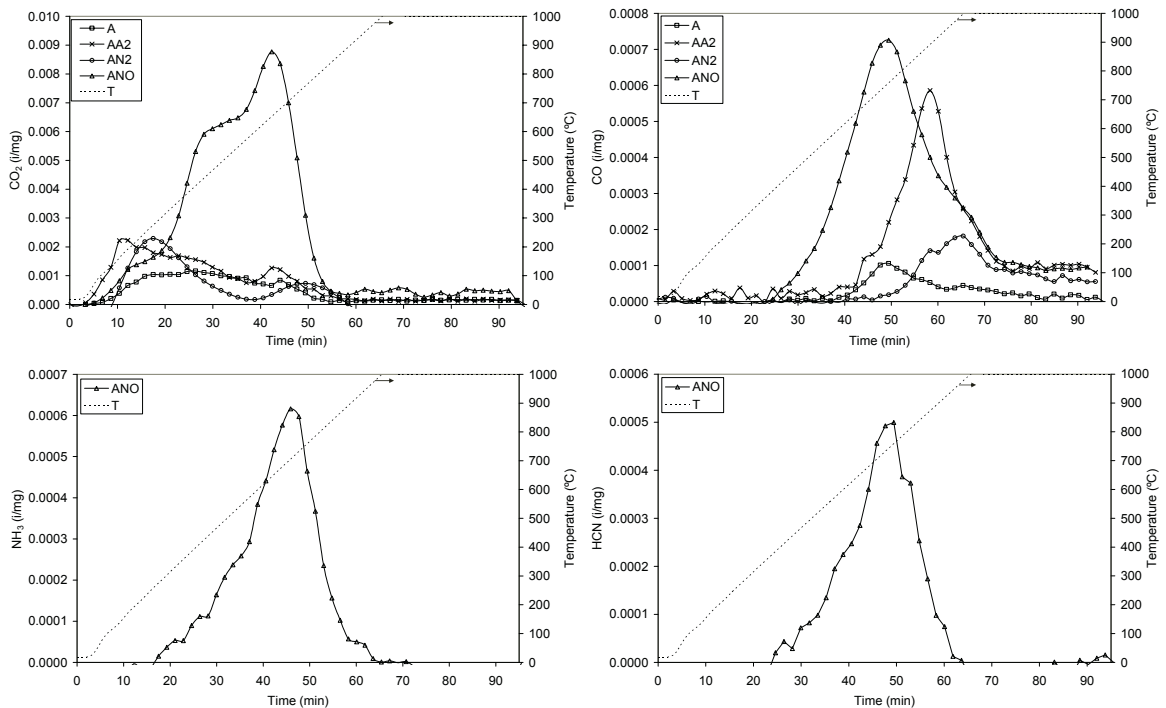 0.010
0.009
0.008
0.007
0.006
0.005
0.004
0.003
0.002
0.001
0.000
CO₂ (i/mg)
A
AA2
AN2
ANO
T
1000
900
800
700
600
500
400
300
200
100
0
Temperature (ºC)
0 10 20 30 40 50 60 70 80 90
Time (min)
0.0008
0.0007
0.0006
0.0005
0.0004
0.0003
0.0002
0.0001
0.0000
CO (i/mg)
A
AA2
AN2
ANO
T
1000
900
800
700
600
500
400
300
200
100
0
Temperature (ºC)
0 10 20 30 40 50 60 70 80 90
Time (min)
0.0007
0.0006
0.0005
0.0004
0.0003
0.0002
0.0001
0.0000
NH₃ (i/mg)
ANO
T
1000
900
800
700
600
500
400
300
200
100
0
Temperature (ºC)
0 10 20 30 40 50 60 70 80 90
Time (min)
0.0006
0.0005
0.0004
0.0003
0.0002
0.0001
0.0000
HCN (i/mg)
ANO
T
1000
900
800
700
600
500
400
300
200
100
0
Temperature (ºC)
0 10 20 30 40 50 60 70 80 90
Time (min)